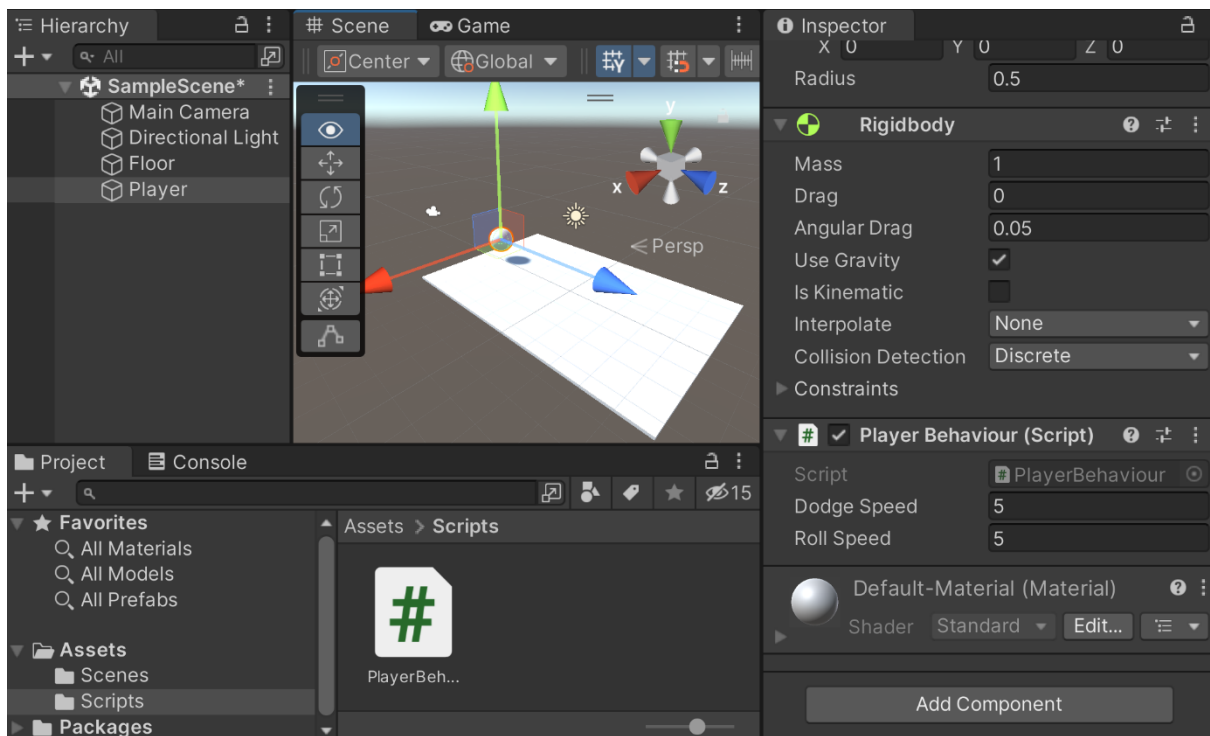 Hierarchy
All
SampleScene*
Main Camera
Directional Light
Floor
Player
Scene
Game
Center
Global
y
x
z
Persp
Project
Console
15
Favorites
All Materials
All Models
All Prefabs
Assets
Scenes
Scripts
Packages
Assets > Scripts
#
PlayerBeh...
Inspector
X 0 Y 0 Z 0
Radius 0.5
Rigidbody
Mass 1
Drag 0
Angular Drag 0.05
Use Gravity
Is Kinematic
Interpolate None
Collision Detection Discrete
Constraints
# Player Behaviour (Script)
Script # PlayerBehaviour
Dodge Speed 5
Roll Speed 5
Default-Material (Material)
Shader Standard Edit...
Add Component